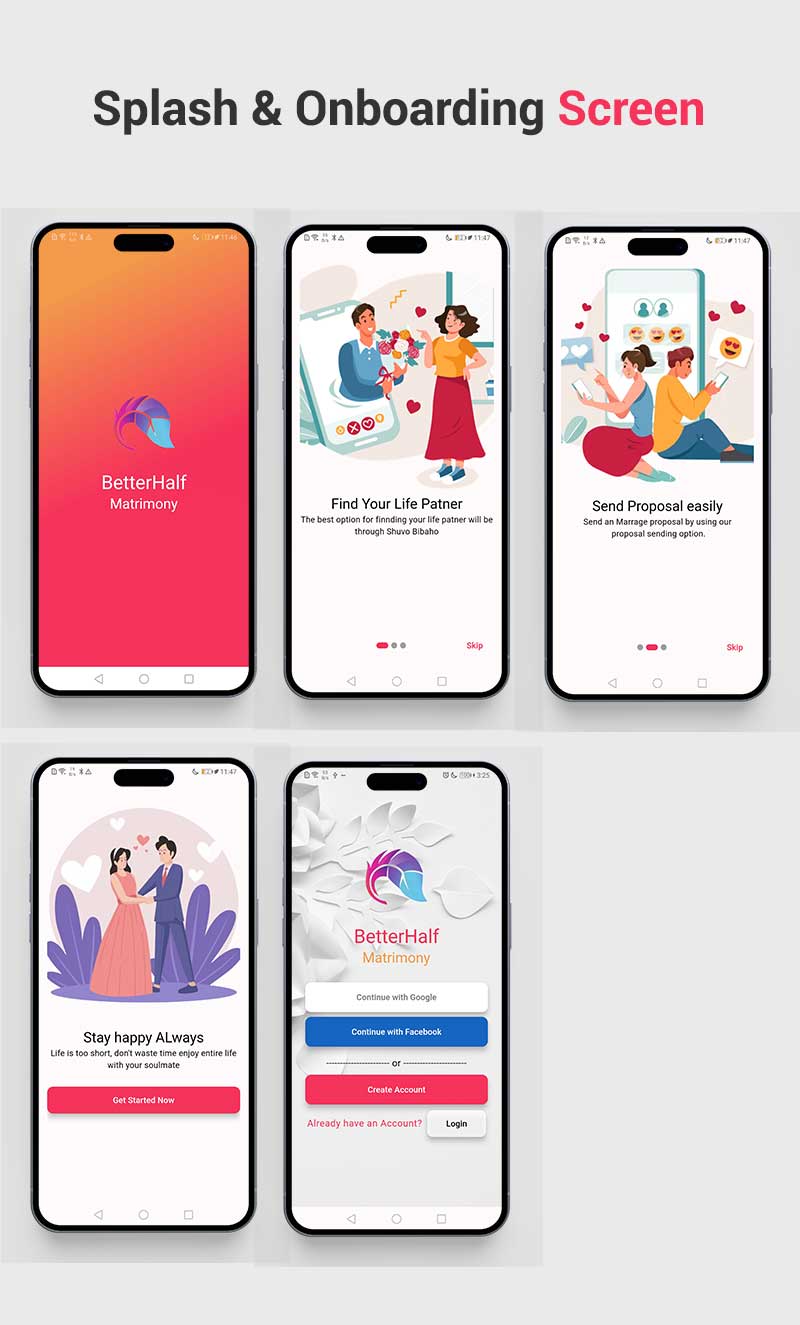 Splash & Onboarding Screen
11:46
BetterHalf
Matrimony
11:47
Find Your Life Patner
The best option for finnding your life patner will be
through Shuvo Bibaho
Skip
11:47
Send Proposal easily
Send an Marrage proposal by using our
proposal sending option.
Skip
11:47
Stay happy ALways
Life is too short, don't waste time enjoy entire life
with your soulmate
Get Started Now
3:25
BetterHalf
Matrimony
Continue with Google
Continue with Facebook
or
Create Account
Already have an Account?
Login